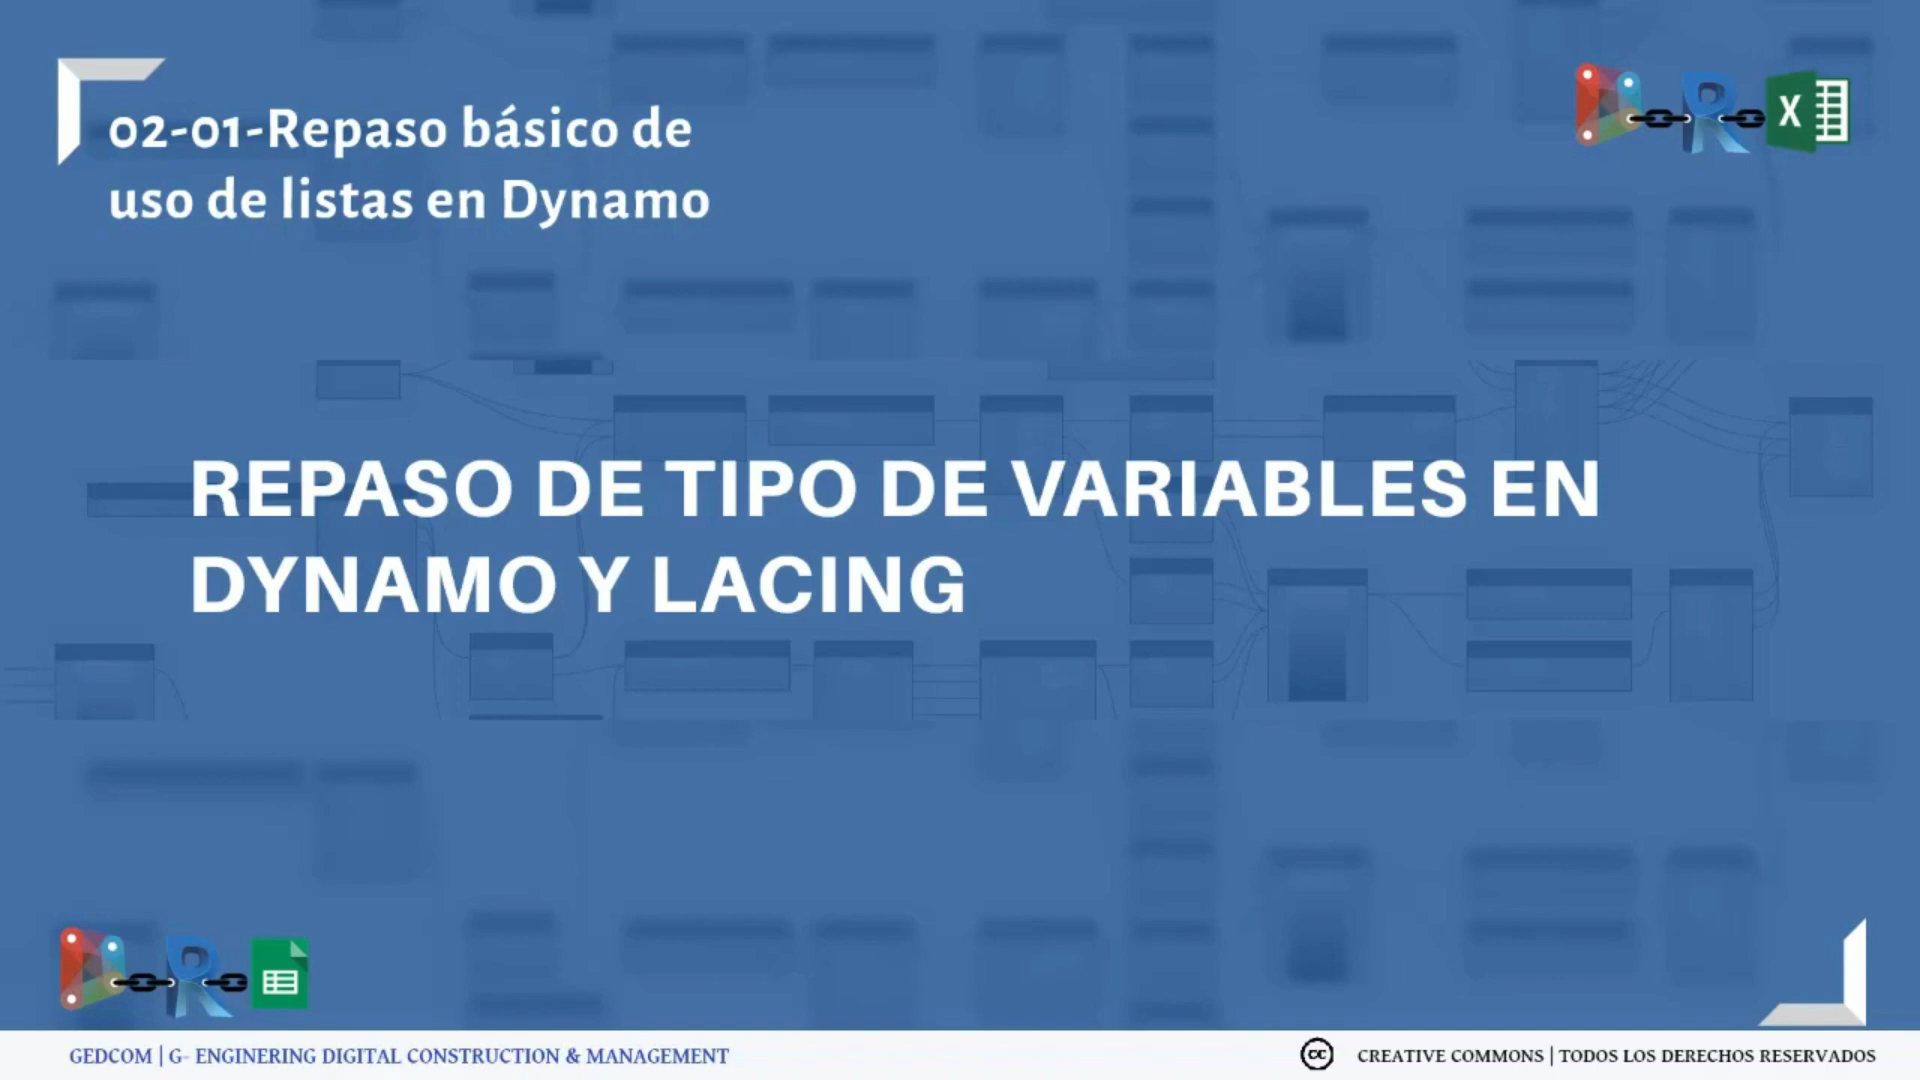 02-01-Repaso básico de
uso de listas en Dynamo
REPASO DE TIPO DE VARIABLES EN
DYNAMO Y LACING
GEDCOM | G- ENGINERING DIGITAL CONSTRUCTION & MANAGEMENT
cc CREATIVE COMMONS | TODOS LOS DERECHOS RESERVADOS